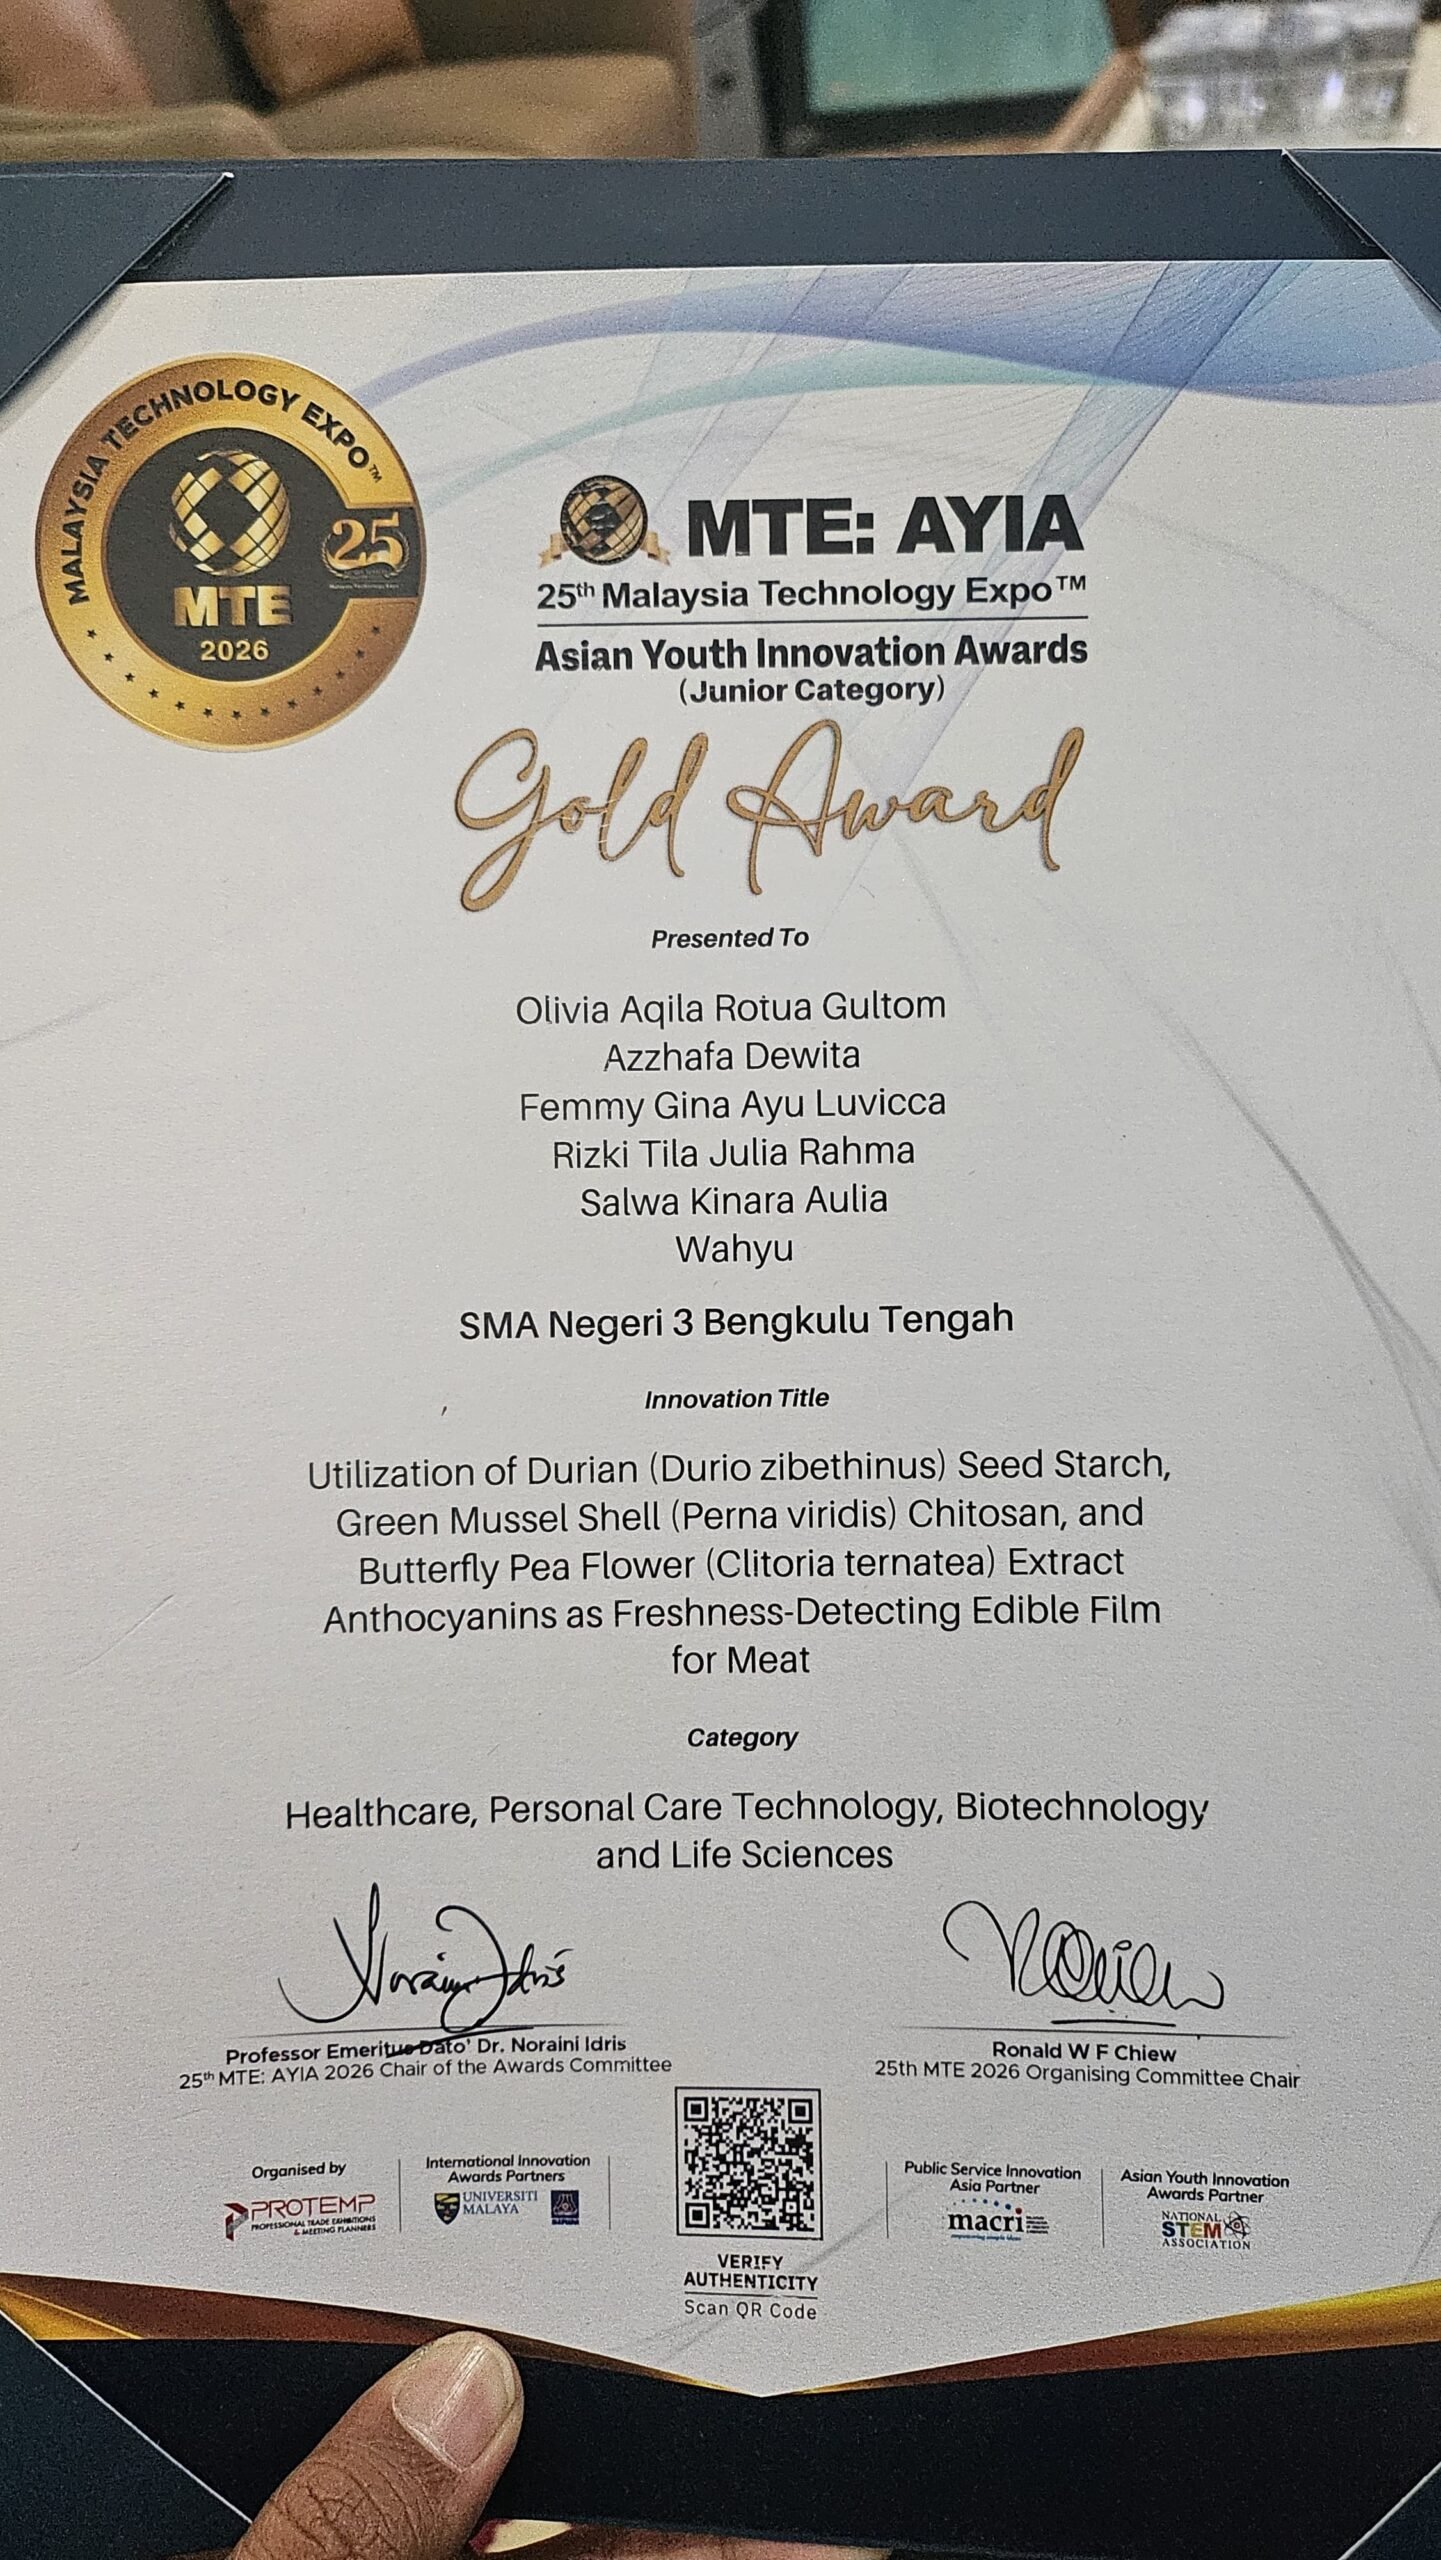 MALAYSIA TECHNOLOGY EXPO™
25
MTE
2026
MTE: AYIA
25th Malaysia Technology Expo™
Asian Youth Innovation Awards
(Junior Category)
Gold Award
Presented To
Olivia Aqila Rotua Gultom
Azzhafa Dewita
Femmy Gina Ayu Luvicca
Rizki Tila Julia Rahma
Salwa Kinara Aulia
Wahyu
SMA Negeri 3 Bengkulu Tengah
Innovation Title
Utilization of Durian (Durio zibethinus) Seed Starch,
Green Mussel Shell (Perna viridis) Chitosan, and
Butterfly Pea Flower (Clitoria ternatea) Extract
Anthocyanins as Freshness-Detecting Edible Film
for Meat
Category
Healthcare, Personal Care Technology, Biotechnology
and Life Sciences
Professor Emeritus Dato' Dr. Noraini Idris
25th MTE: AYIA 2026 Chair of the Awards Committee
Ronald W F Chiew
25th MTE 2026 Organising Committee Chair
Organised by
PROTEMP
PROFESSIONAL TRADE EXHIBITIONS
& MEETING PLANNERS
International Innovation
Awards Partners
UNIVERSITI
MALAYA
VERIFY
AUTHENTICITY
Scan QR Code
Public Service Innovation
Asia Partner
macri
Asian Youth Innovation
Awards Partner
NATIONAL
STEM
ASSOCIATION